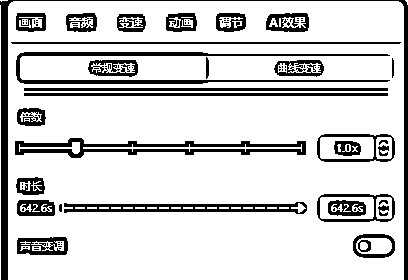 画面 音频 变速 动画 调节 AI效果
常规变速 曲线变速
倍数
1.0x
时长
642.6s 642.6s
声音变调